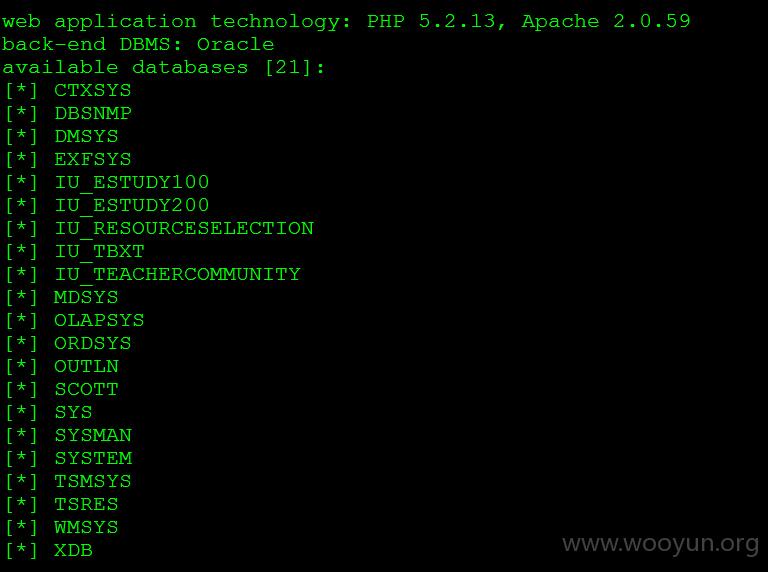 web application technology: PHP 5.2.13, Apache 2.0.59
back-end DBMS: Oracle
available databases [21]:
[*] CTXSYS
[*] DBSNMP
[*] DMSYS
[*] EXFSYS
[*] IU_ESTUDY100
[*] IU_ESTUDY200
[*] IU_RESOURCESELECTION
[*] IU_TBXT
[*] IU_TEACHERCOMMUNITY
[*] MDSYS
[*] OLAPSYS
[*] ORDSYS
[*] OUTLN
[*] SCOTT
[*] SYS
[*] SYSMAN
[*] SYSTEM
[*] TSMSYS
[*] TSRES
[*] WMSYS
[*] XDB
www.wooyun.org